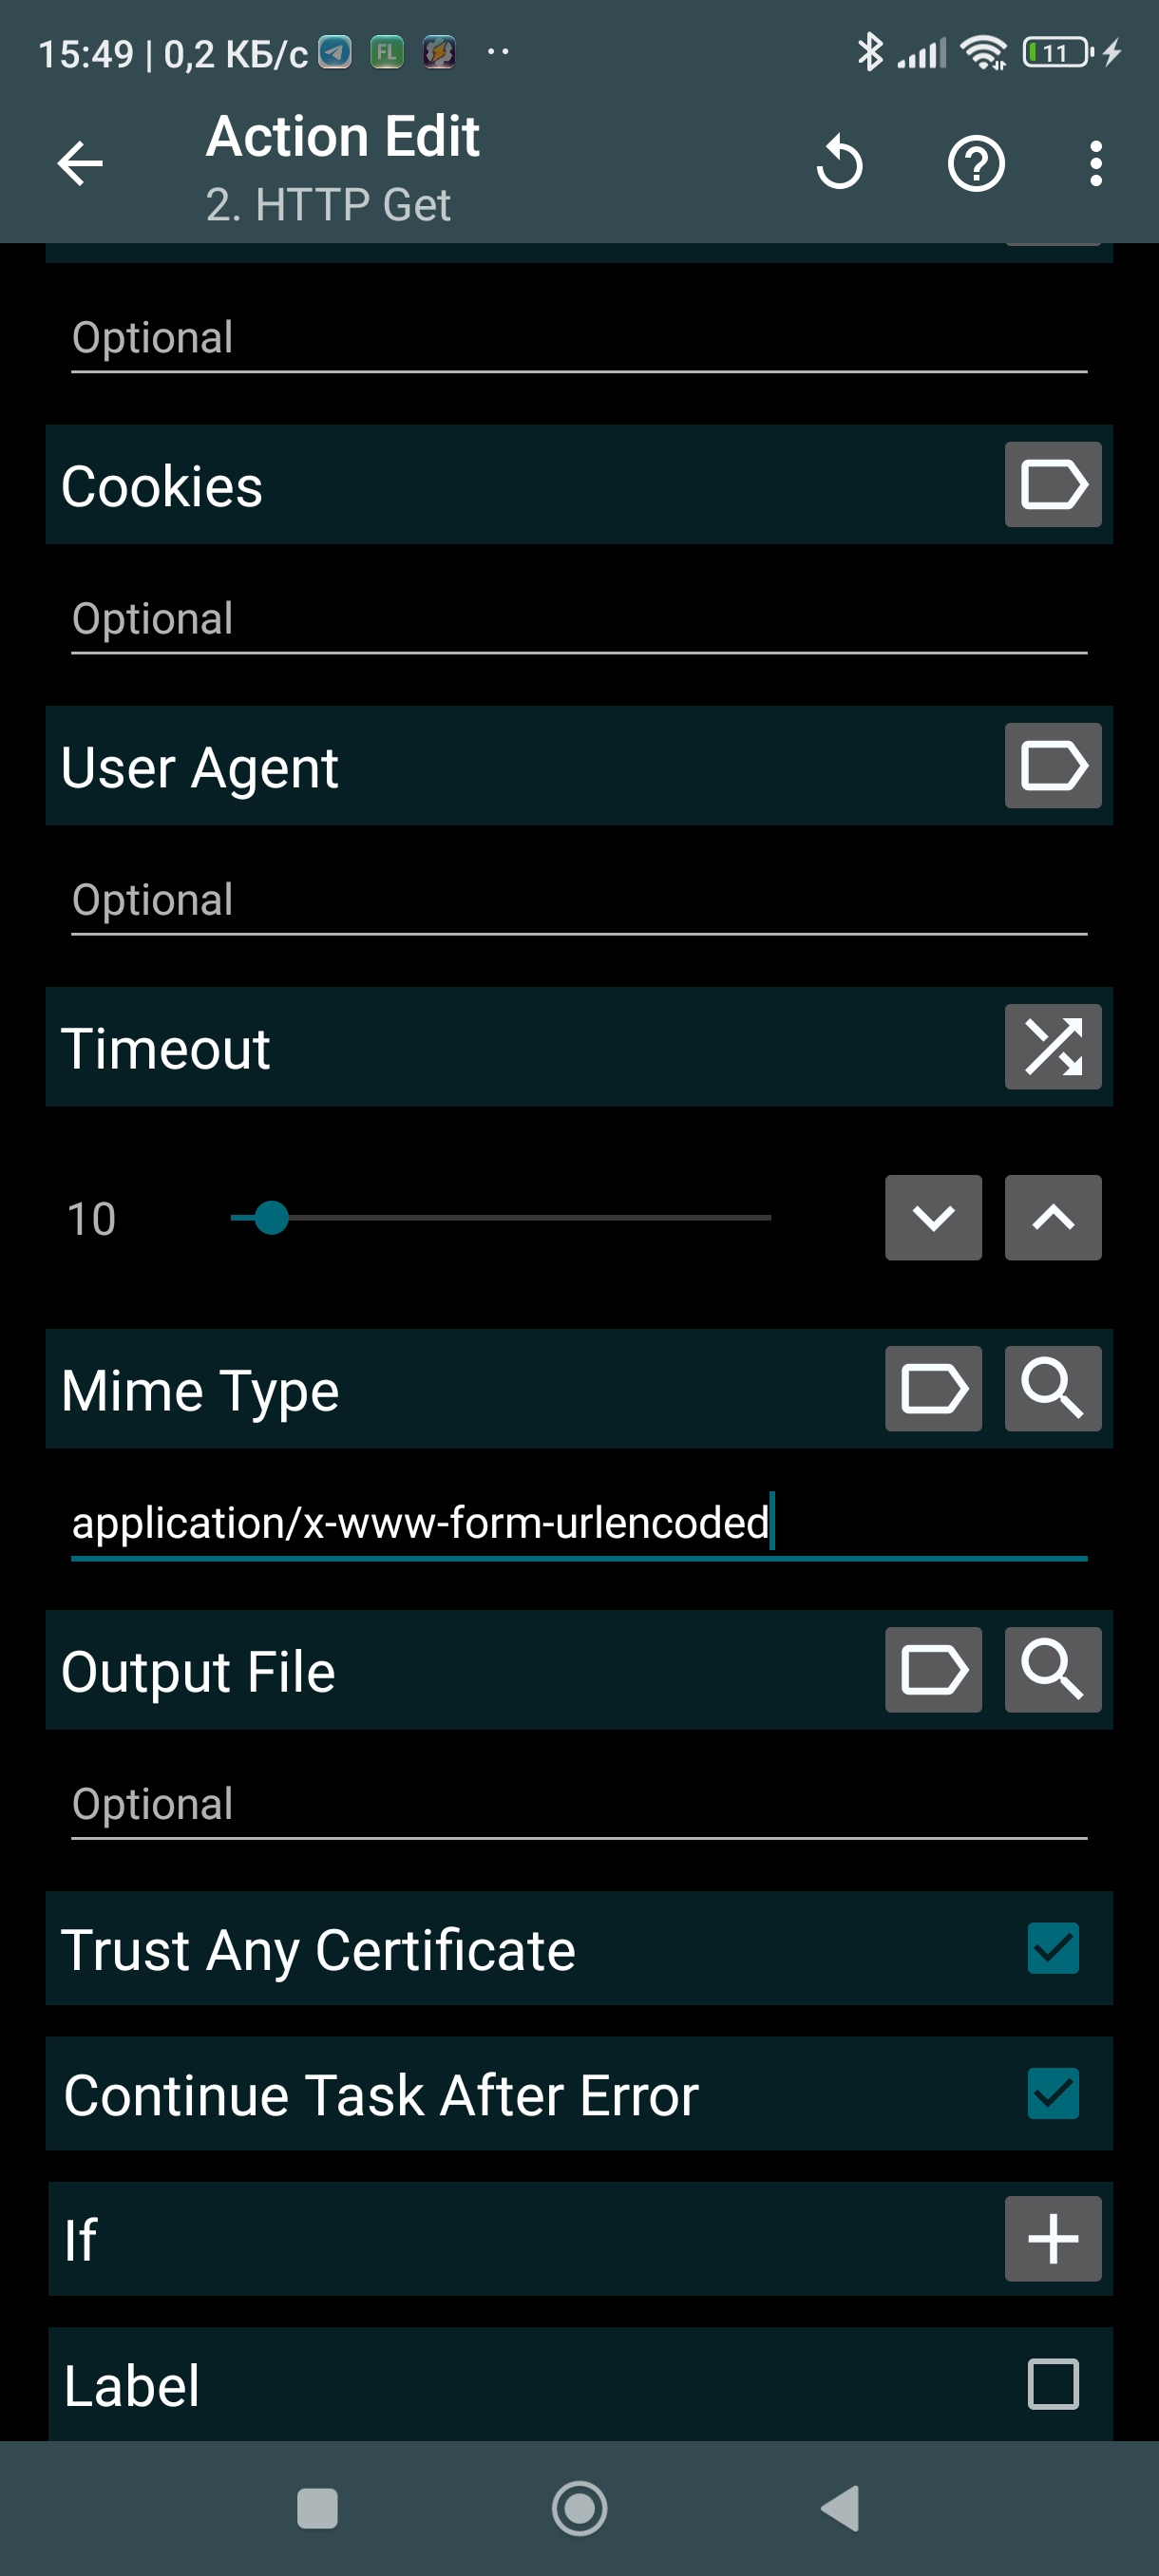 15:49 | 0,2 КБ/с FL 11
Action Edit
2. HTTP Get
Optional
Cookies
Optional
User Agent
Optional
Timeout
10
Mime Type
application/x-www-form-urlencoded
Output File
Optional
Trust Any Certificate
Continue Task After Error
If
Label